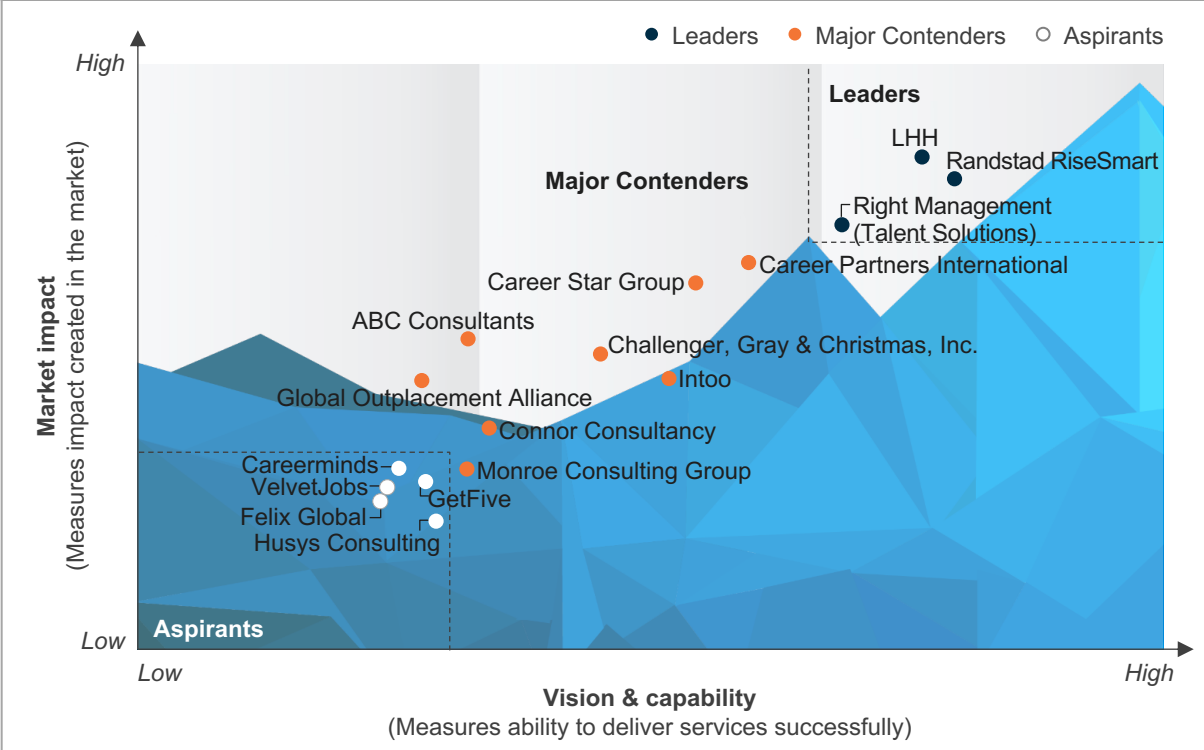 Leaders Major Contenders Aspirants
High
Leaders
LHH
Randstad RiseSmart
Major Contenders
Right Management
(Talent Solutions)
Career Partners International
Career Star Group
ABC Consultants
Challenger, Gray & Christmas, Inc.
Intoo
Global Outplacement Alliance
Connor Consultancy
Careerminds
Monroe Consulting Group
VelvetJobs
GetFive
Felix Global
Husys Consulting
Aspirants
Market impact
(Measures impact created in the market)
Low
Low
High
Vision & capability
(Measures ability to deliver services successfully)